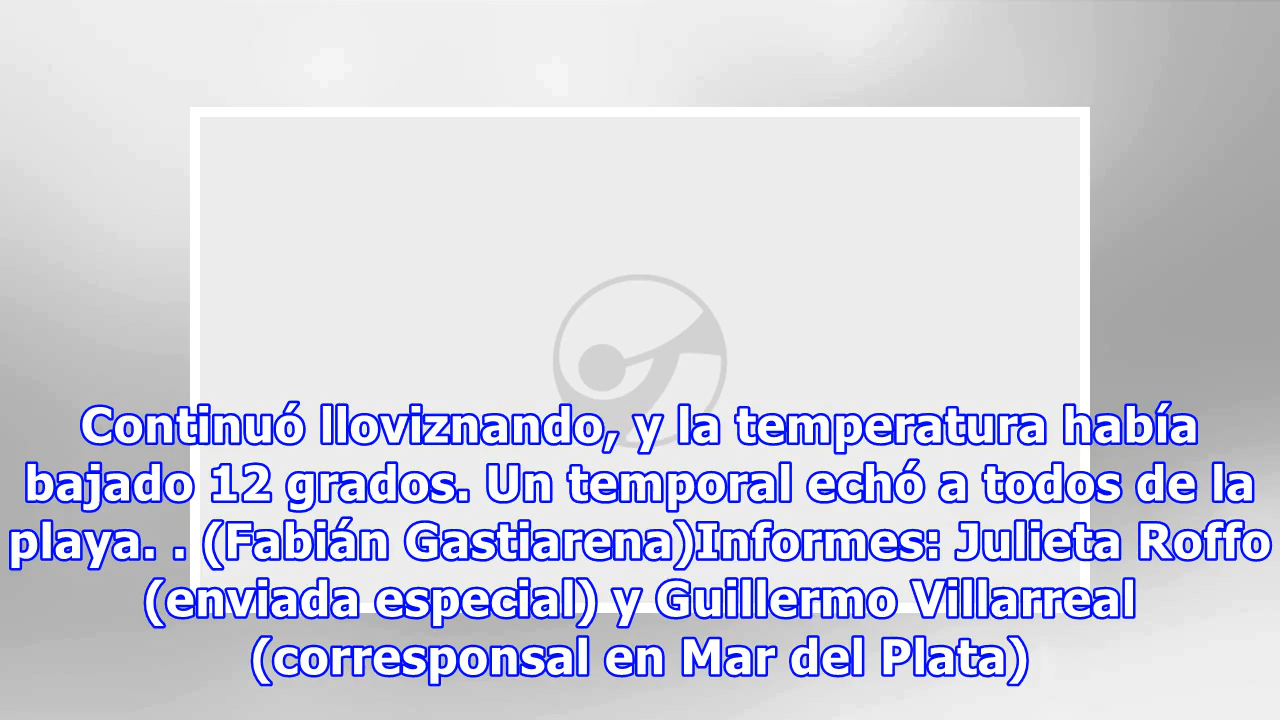 Continuó lloviznando, y la temperatura había
bajado 12 grados. Un temporal echó a todos de la
playa. . (Fabián Gastiarena)Informes: Julieta Roffo
(enviada especial) y Guillermo Villarreal
(corresponsal en Mar del Plata)